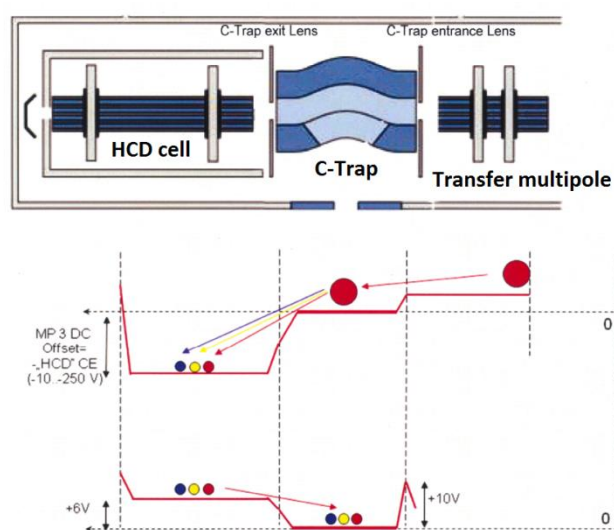 C-Trap exit Lens
C-Trap entrance Lens
HCD cell
C-Trap
Transfer multipole
0
MP 3 DC
Offset=
-„HCD“ CE
(-10..-250 V)
+6V
+10V
0